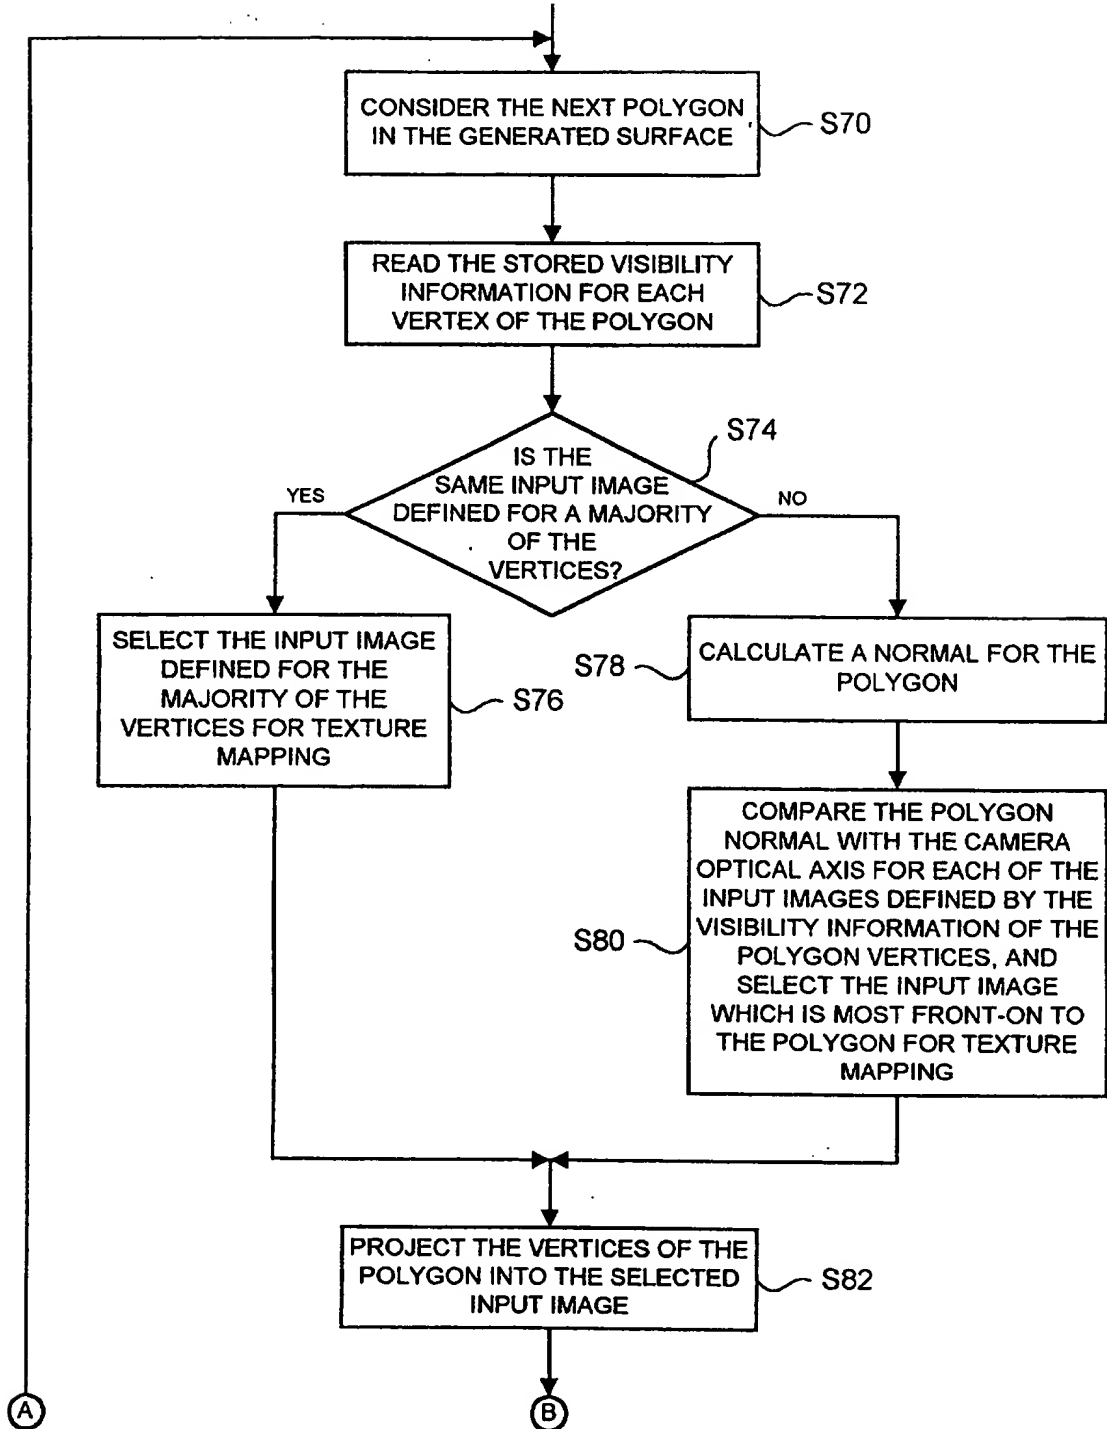 CONSIDER THE NEXT POLYGON
IN THE GENERATED SURFACE
S70
READ THE STORED VISIBILITY
INFORMATION FOR EACH
VERTEX OF THE POLYGON
S72
S74
IS THE
SAME INPUT IMAGE
DEFINED FOR A MAJORITY
OF THE
VERTICES?
YES
NO
SELECT THE INPUT IMAGE
DEFINED FOR THE
MAJORITY OF THE
VERTICES FOR TEXTURE
MAPPING
S76
S78
CALCULATE A NORMAL FOR THE
POLYGON
S80
COMPARE THE POLYGON
NORMAL WITH THE CAMERA
OPTICAL AXIS FOR EACH OF THE
INPUT IMAGES DEFINED BY THE
VISIBILITY INFORMATION OF THE
POLYGON VERTICES, AND
SELECT THE INPUT IMAGE
WHICH IS MOST FRONT-ON TO
THE POLYGON FOR TEXTURE
MAPPING
PROJECT THE VERTICES OF THE
POLYGON INTO THE SELECTED
INPUT IMAGE
S82
A
B